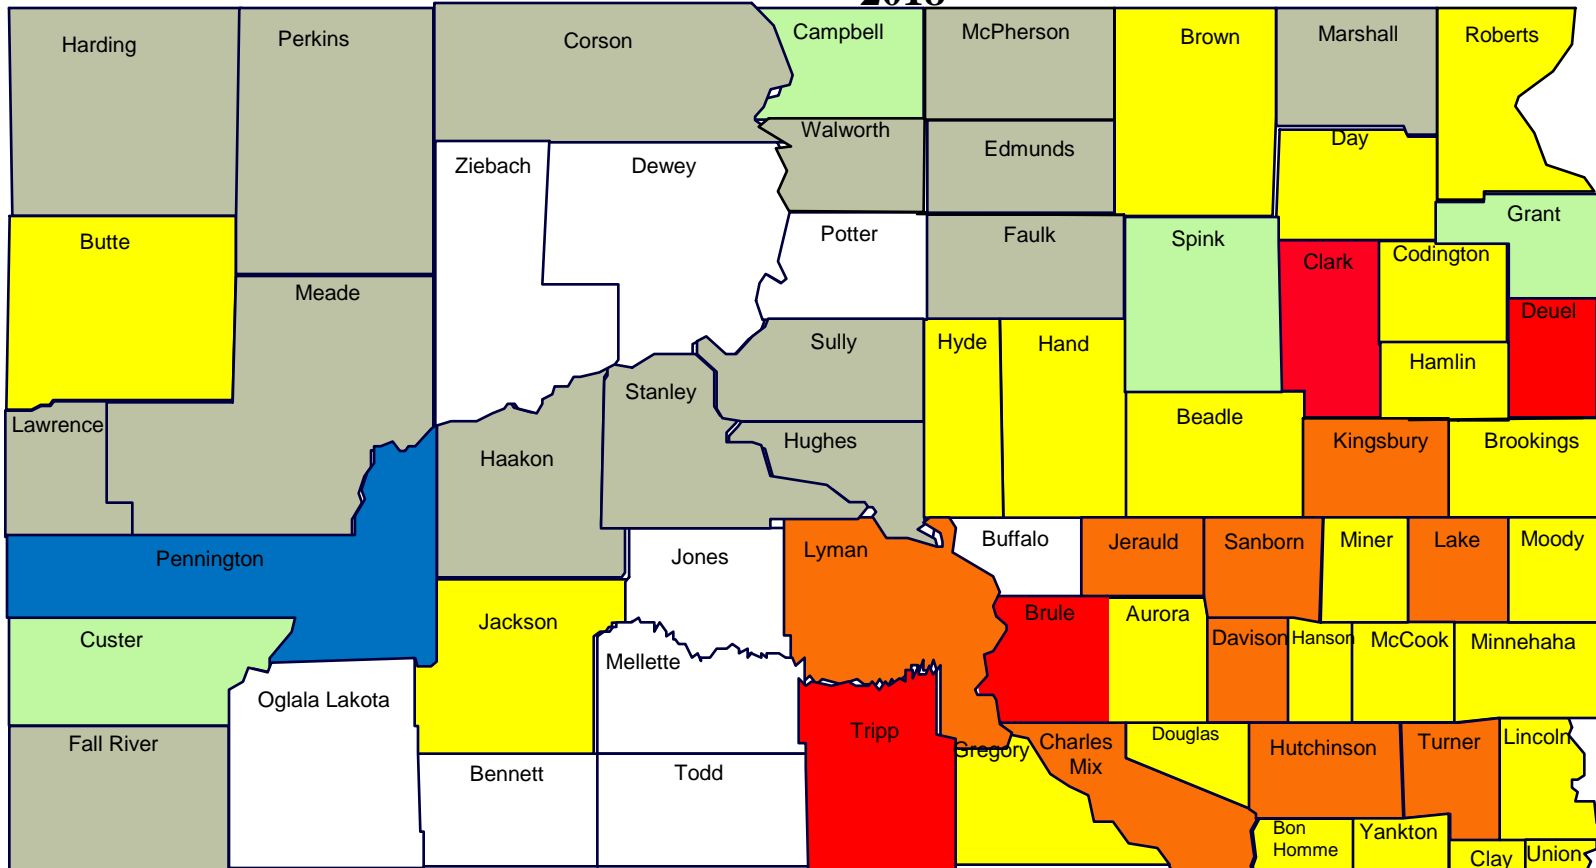 2018
Harding
Perkins
Corson
Campbell
McPherson
Brown
Marshall
Roberts
Walworth
Edmunds
Day
Ziebach
Dewey
Potter
Faulk
Spink
Grant
Butte
Meade
Clark
Codington
Deuel
Sully
Hyde
Hand
Hamlin
Stanley
Lawrence
Haakon
Hughes
Beadle
Kingsbury
Brookings
Pennington
Jones
Lyman
Buffalo
Jerauld
Sanborn
Miner
Lake
Moody
Custer
Jackson
Mellette
Brule
Aurora
Davison
Hanson
McCook
Minnehaha
Oglala Lakota
Fall River
Tripp
Gregory
Charles
Mix
Douglas
Hutchinson
Turner
Lincoln
Bennett
Todd
Bon
Homme
Yankton
Clay
Union